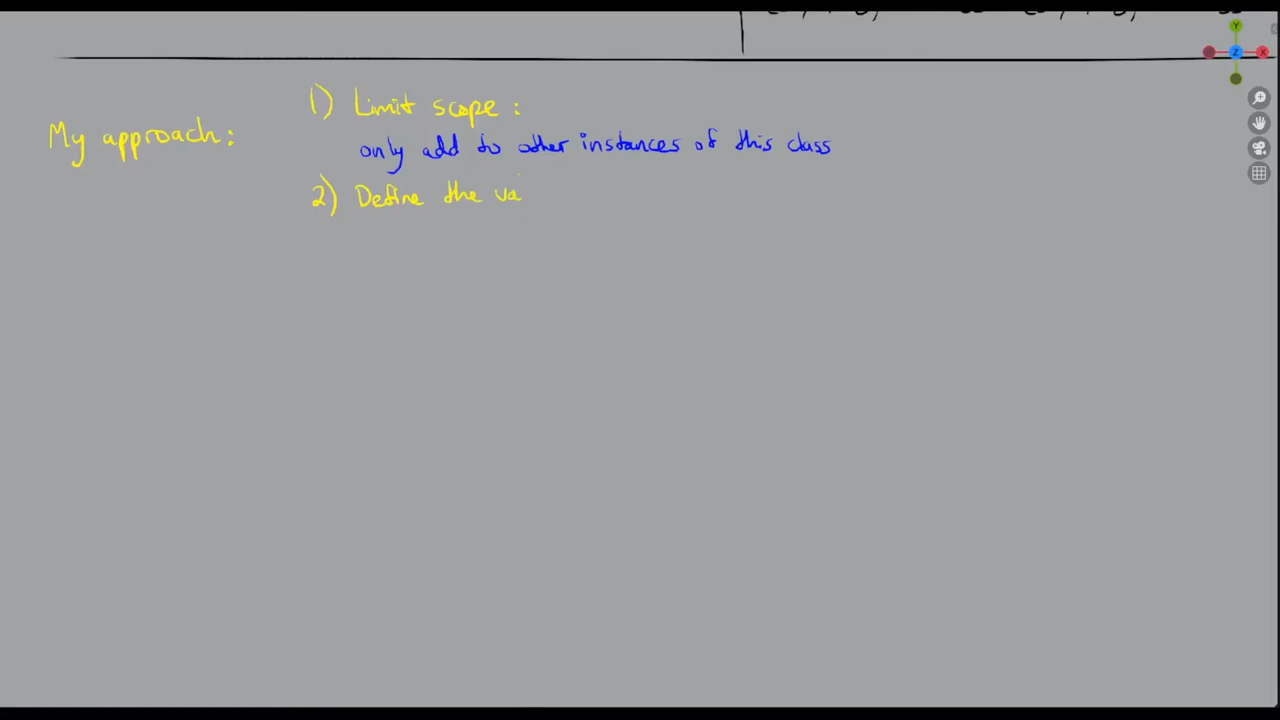 My approach:
1) Limit scope:
only add to other instances of this class
2) Define the va
Y
Z
X